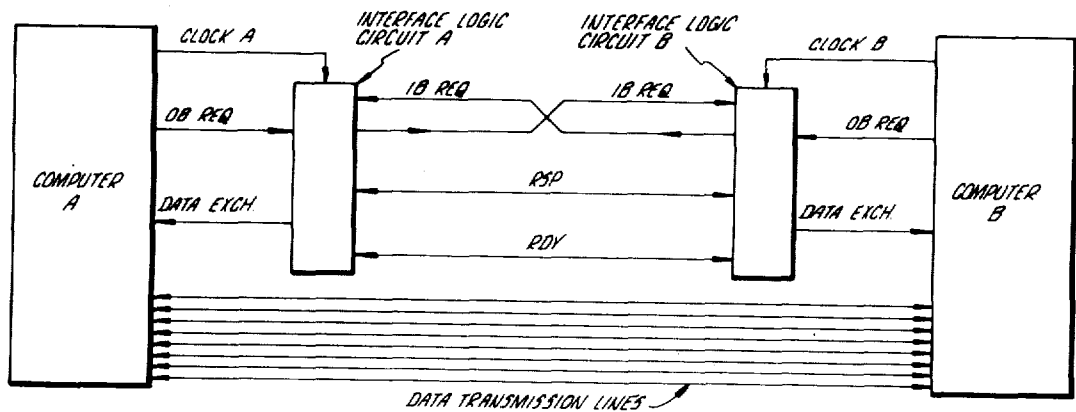 INTERFACE LOGIC
CIRCUIT A
INTERFACE LOGIC
CIRCUIT B
CLOCK A
CLOCK B
IB REQ
IB REQ
OB REQ
OB REQ
COMPUTER
A
RSP
COMPUTER
B
DATA EXCH.
DATA EXCH.
RDY
DATA TRANSMISSION LINES